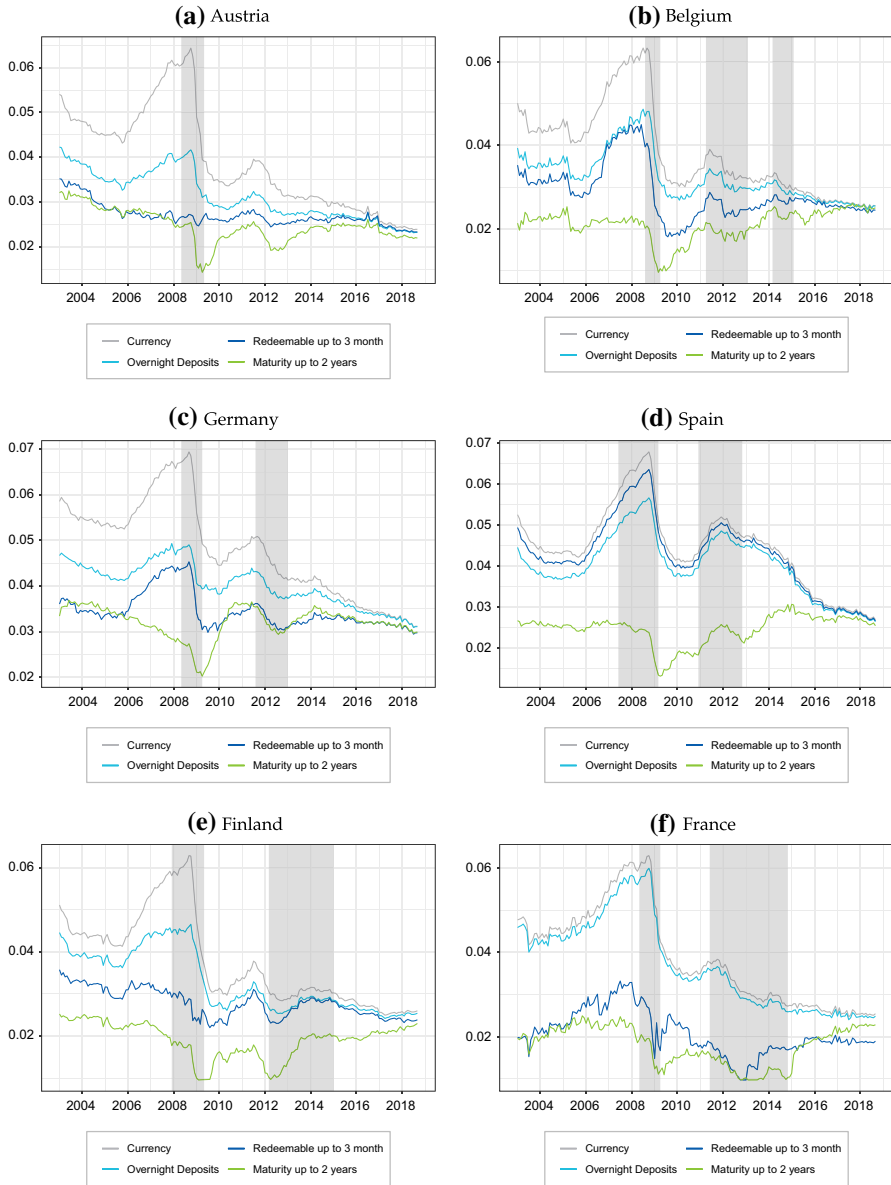 (a) Austria
0.06
0.05
0.04
0.03
0.02
2004 2006 2008 2010 2012 2014 2016 2018
Currency
Redeemable up to 3 month
Overnight Deposits
Maturity up to 2 years
(b) Belgium
0.06
0.04
0.02
2004 2006 2008 2010 2012 2014 2016 2018
Currency
Redeemable up to 3 month
Overnight Deposits
Maturity up to 2 years
(c) Germany
0.07
0.06
0.05
0.04
0.03
0.02
2004 2006 2008 2010 2012 2014 2016 2018
Currency
Redeemable up to 3 month
Overnight Deposits
Maturity up to 2 years
(d) Spain
0.07
0.06
0.05
0.04
0.03
0.02
2004 2006 2008 2010 2012 2014 2016 2018
Currency
Redeemable up to 3 month
Overnight Deposits
Maturity up to 2 years
(e) Finland
0.06
0.04
0.02
2004 2006 2008 2010 2012 2014 2016 2018
Currency
Redeemable up to 3 month
Overnight Deposits
Maturity up to 2 years
(f) France
0.06
0.04
0.02
2004 2006 2008 2010 2012 2014 2016 2018
Currency
Redeemable up to 3 month
Overnight Deposits
Maturity up to 2 years